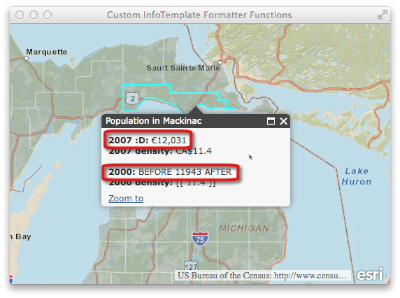 Custom InfoTemplate Formatter Functions
Marquette
Sault Sainte Marie
2
Population in Mackinac
2007 :D: €12,031
2007 density: CA$11.4
2000: BEFORE 11943 AFTER
2000 density: [[ 11.4 ]]
Zoom to
Lake
Huron
n Bay
MICHIGAN
75
127
US Bureau of the Census: http://www.censu...
esri